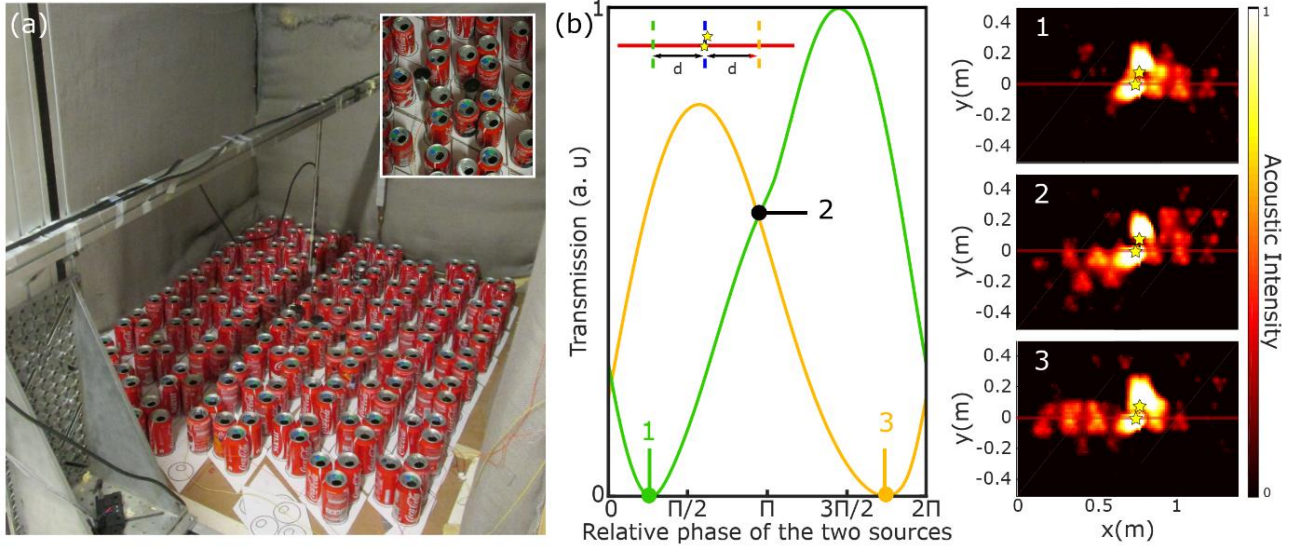 (a)
(b)
1
Transmission (a. u)
0
d d
1
2
3
0 Π/2 Π 3Π/2 2Π
Relative phase of the two sources
1
0.4
0.2
0
-0.2
-0.4
y(m)
2
0.4
0.2
0
-0.2
-0.4
y(m)
3
0.4
0.2
0
-0.2
-0.4
y(m)
0 0.5 1
x(m)
1
Acoustic Intensity
0